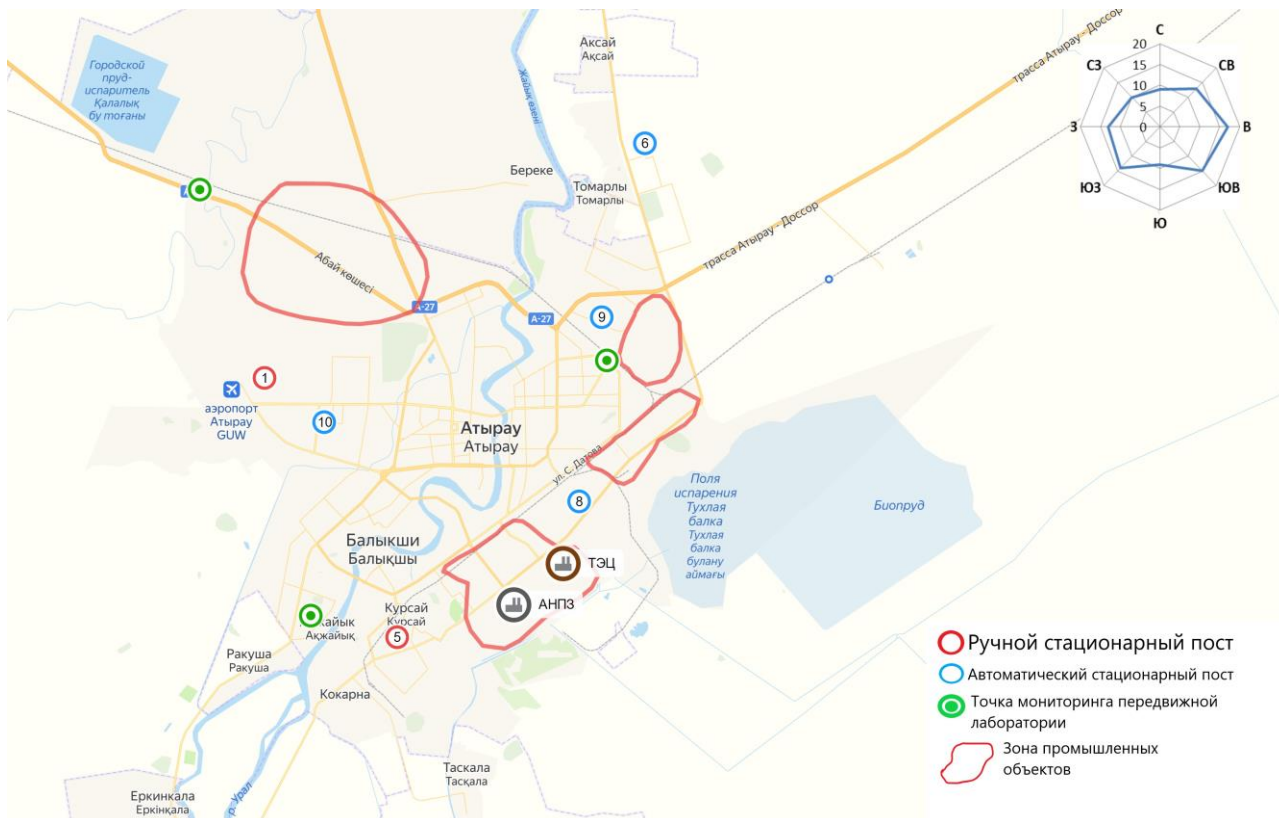 Аксай
Ақсай
трасса Атырау - Доссор
С
20
СЗ
15
СВ
10
5
З
0
В
ЮЗ
ЮВ
Ю
Городской
пруд-
испаритель
Қалалық
бу тоғаны
Жайық өзені
6
Береке
Томарлы
Томарлы
трасса Атырау - Доссор
Абай көшесі
А-27
А-27
9
1
аэропорт
Атырау
GUW
10
Атырау
Атырау
ул. С. Датова
8
Поля
испарения
Тухлая
балка
Тухлая
балка
булану
аймағы
Биопруд
Балыкши
Балықшы
ТЭЦ
АНПЗ
Курсай
Курсай
5
Ақжайық
Ракуша
Ракуша
Кокарна
Таскала
Тасқала
Еркинкала
Еркінқала
р. Урал
Ручной стационарный пост
Автоматический стационарный пост
Точка мониторинга передвижной
лаборатории
Зона промышленных
объектов